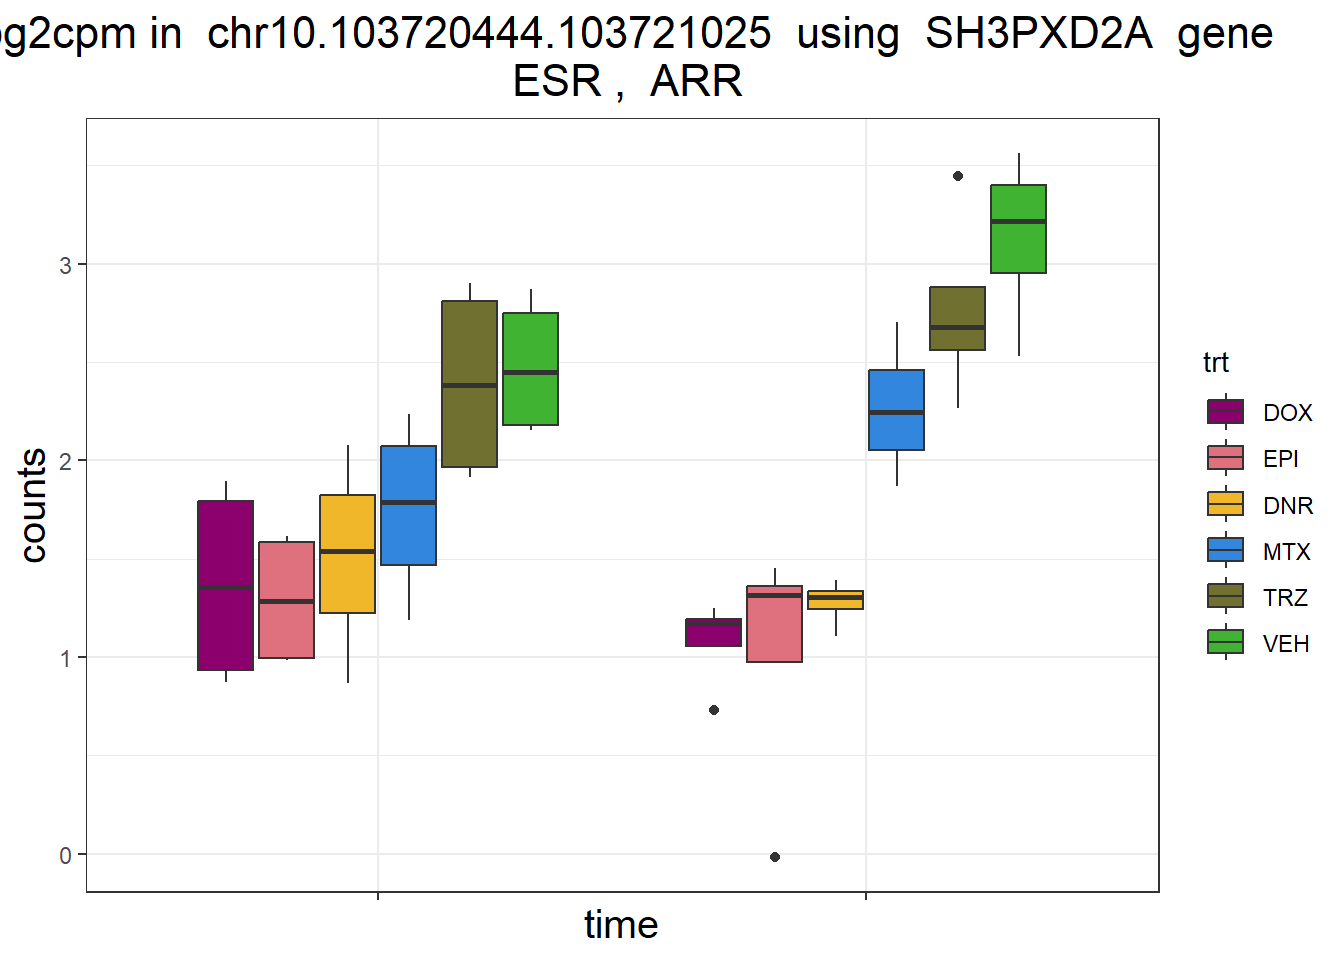 og2cpm in  chr10.103720444.103721025  using  SH3PXD2A  gene
ESR ,  ARR
3
2
1
0
counts
time
trt
DOX
EPI
DNR
MTX
TRZ
VEH